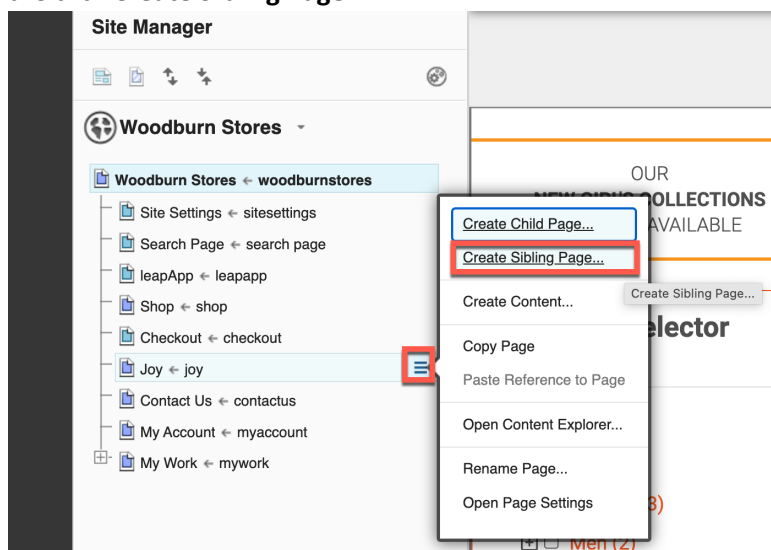 Site Manager
Woodburn Stores
Woodburn Stores ← woodburnstores
Site Settings ← sitesettings
Search Page ← search page
leapApp ← leapapp
Shop ← shop
Checkout ← checkout
Joy ← joy
Contact Us ← contactus
My Account ← myaccount
My Work ← mywork
Create Child Page...
Create Sibling Page...
Create Content...
Copy Page
Paste Reference to Page
Open Content Explorer...
Rename Page...
Open Page Settings
Create Sibling Page...
OUR
COLLECTIONS
AVAILABLE
elector
3)
Men (2)